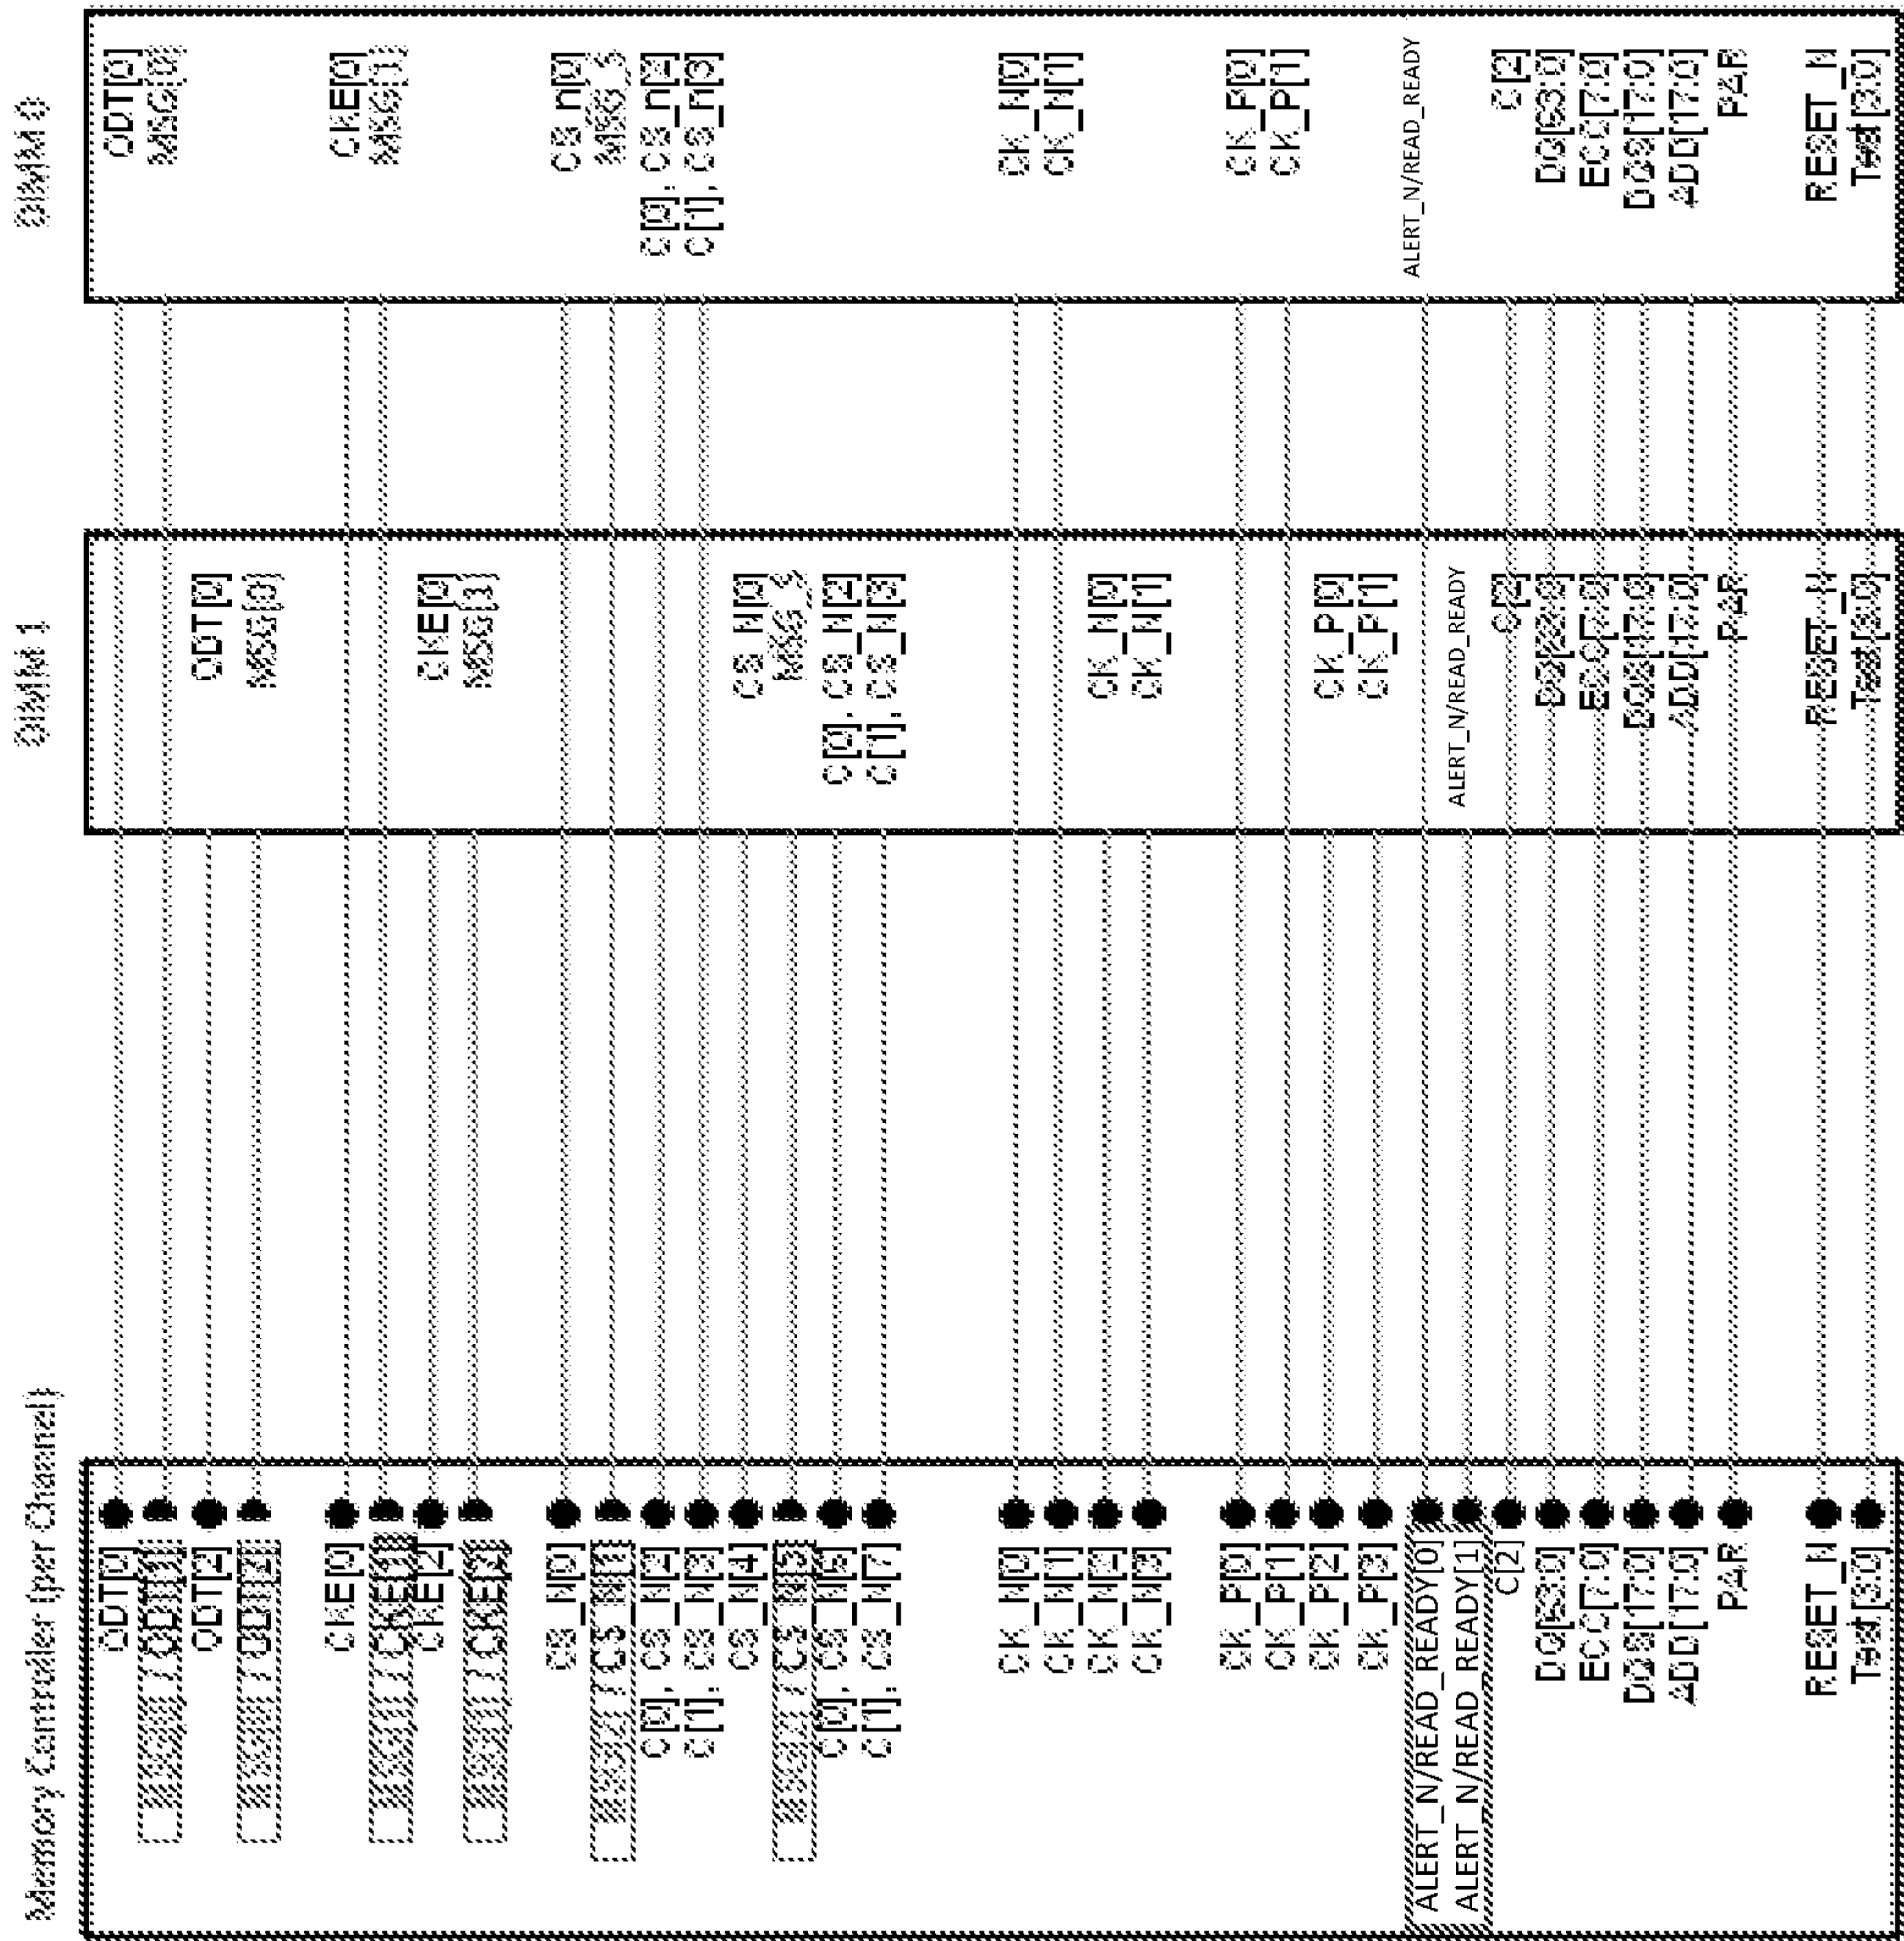 Memory Controller (per Channel)
ODT[0]
/ ODT[1]
ODT[2]
CKE[0]
/ CKE[1]
CKE[2]
/ CKE[3]
CS_N[0]
/ CS_N[1]
C[0], CS_N[2]
C[1], CS_N[3]
CS_N[4]
/ CS_N[5]
C[0], CS_N[6]
C[1], CS_N[7]
CK_N[0]
CK_N[1]
CK_N[2]
CK_N[3]
CK_P[0]
CK_P[1]
CK_P[2]
CK_P[3]
ALERT_N/READ_READY[0]
ALERT_N/READ_READY[1]
C[2]
DQ[63:0]
ECC[7:0]
DQS[17:0]
ADD[17:0]
PAR
RESET_N
Test[3:0]
DIMM 1
ODT[0]
MSG[0]
CKE[0]
MSG[1]
CS_N[0]
C[0], CS_N[2]
C[1], CS_N[3]
CK_N[0]
CK_N[1]
CK_P[0]
CK_P[1]
ALERT_N/READ_READY
C[2]
ECC[7:0]
DQS[17:0]
ADD[17:0]
PAR
RESET_N
Test[3:0]
DIMM 0
ODT[0]
MSG[0]
CKE[0]
MSG[1]
CS_n[0]
C[0], CS_n[2]
C[1], CS_n[3]
CK_N[0]
CK_N[1]
CK_P[0]
CK_P[1]
ALERT_N/READ_READY
C[2]
DQ[63:0]
ECC[7:0]
DQS[17:0]
ADD[17:0]
PAR
RESET_N
Test[3:0]